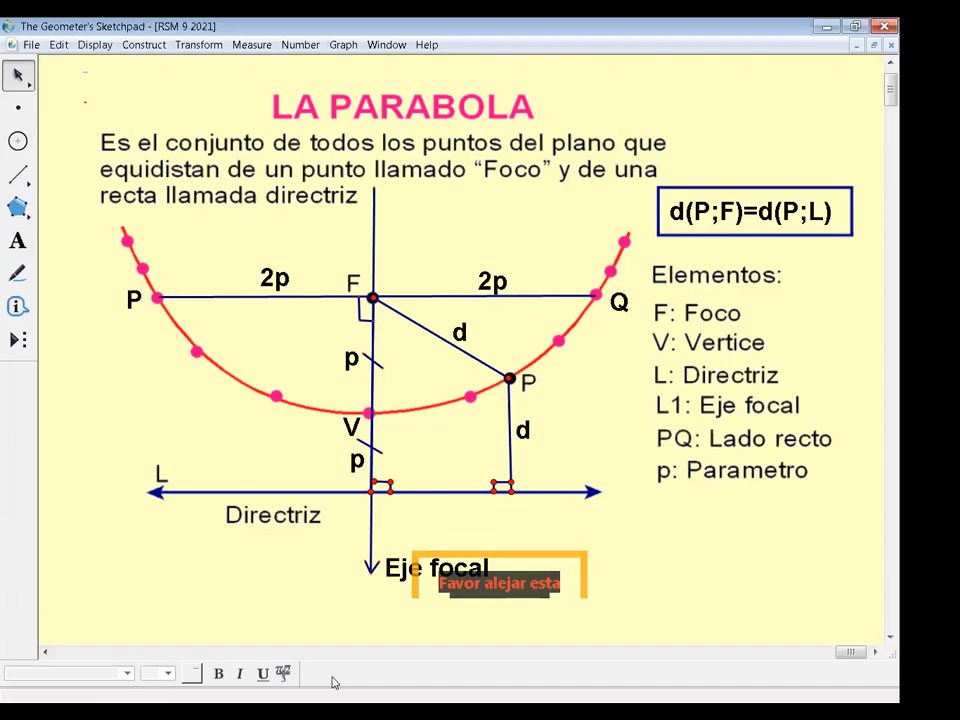 The Geometer's Sketchpad - [RSM 9 2021]
File Edit Display Construct Transform Measure Number Graph Window Help
LA PARABOLA
Es el conjunto de todos los puntos del plano que
equidistan de un punto llamado “Foco” y de una
recta llamada directriz
d(P;F)=d(P;L)
2p
F
2p
P
Q
d
p
P
V
d
p
L
Directriz
Eje focal
Favor alejar esta
Elementos:
F: Foco
V: Vertice
L: Directriz
L1: Eje focal
PQ: Lado recto
p: Parametro
A
B I U